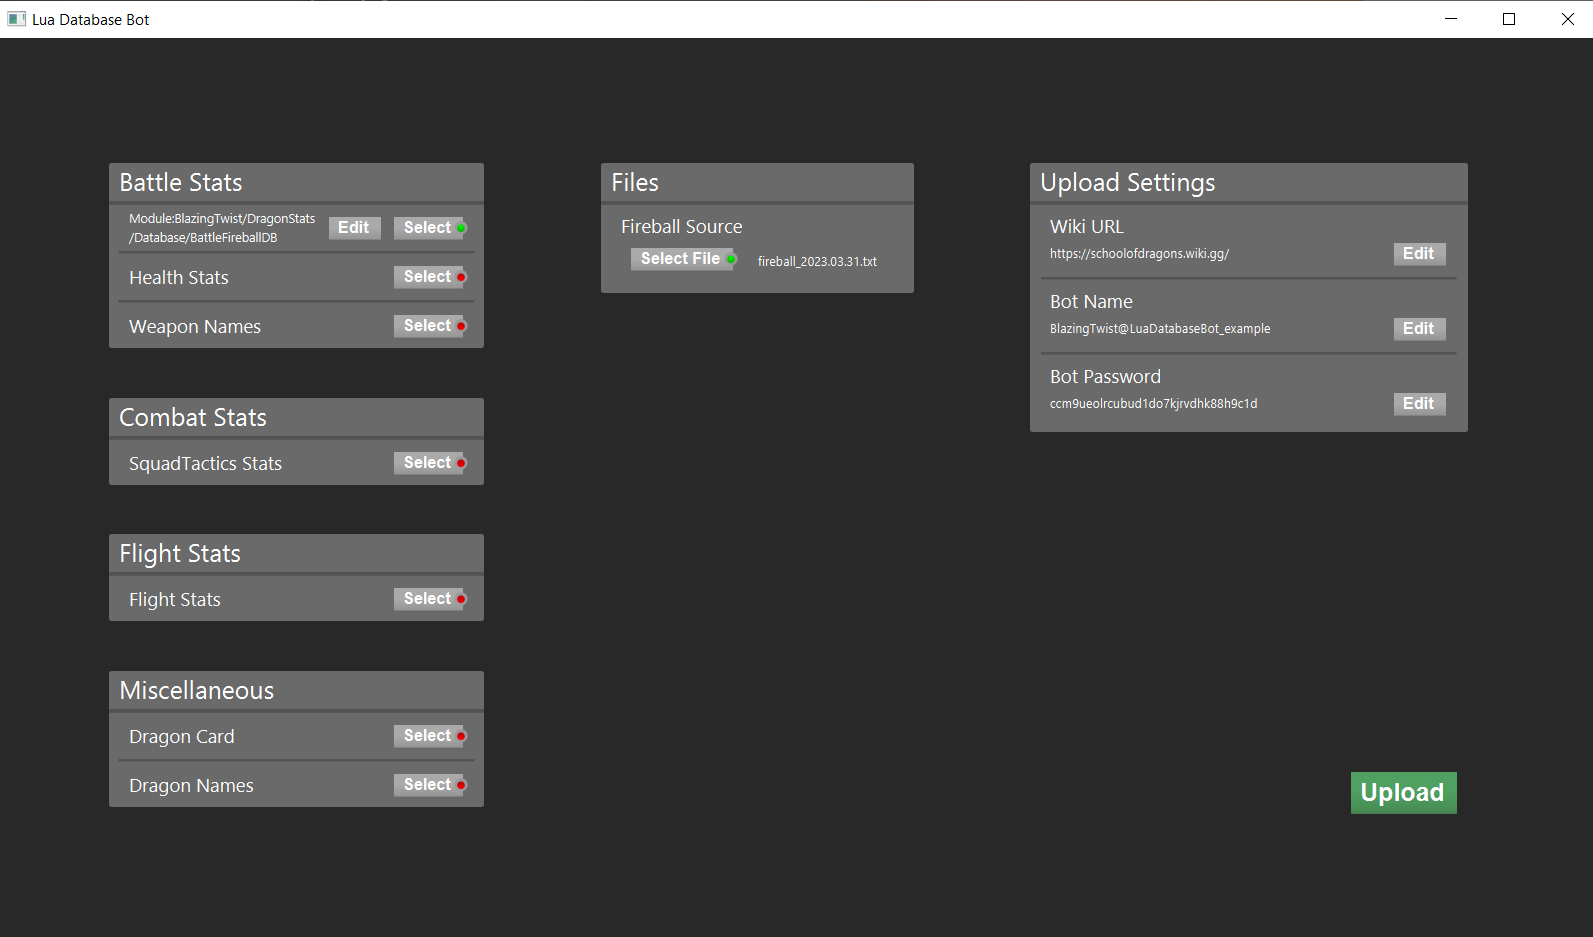 Lua Database Bot
Battle Stats
Module:BlazingTwist/DragonStats
/Database/BattleFireballDB
Edit
Select
Health Stats
Select
Weapon Names
Select
Combat Stats
SquadTactics Stats
Select
Flight Stats
Flight Stats
Select
Miscellaneous
Dragon Card
Select
Dragon Names
Select
Files
Fireball Source
Select File
fireball_2023.03.31.txt
Upload Settings
Wiki URL
https://schoolofdragons.wiki.gg/
Edit
Bot Name
BlazingTwist@LuaDatabaseBot_example
Edit
Bot Password
ccm9ueolrcubud1do7kjrvdhk88h9c1d
Edit
Upload